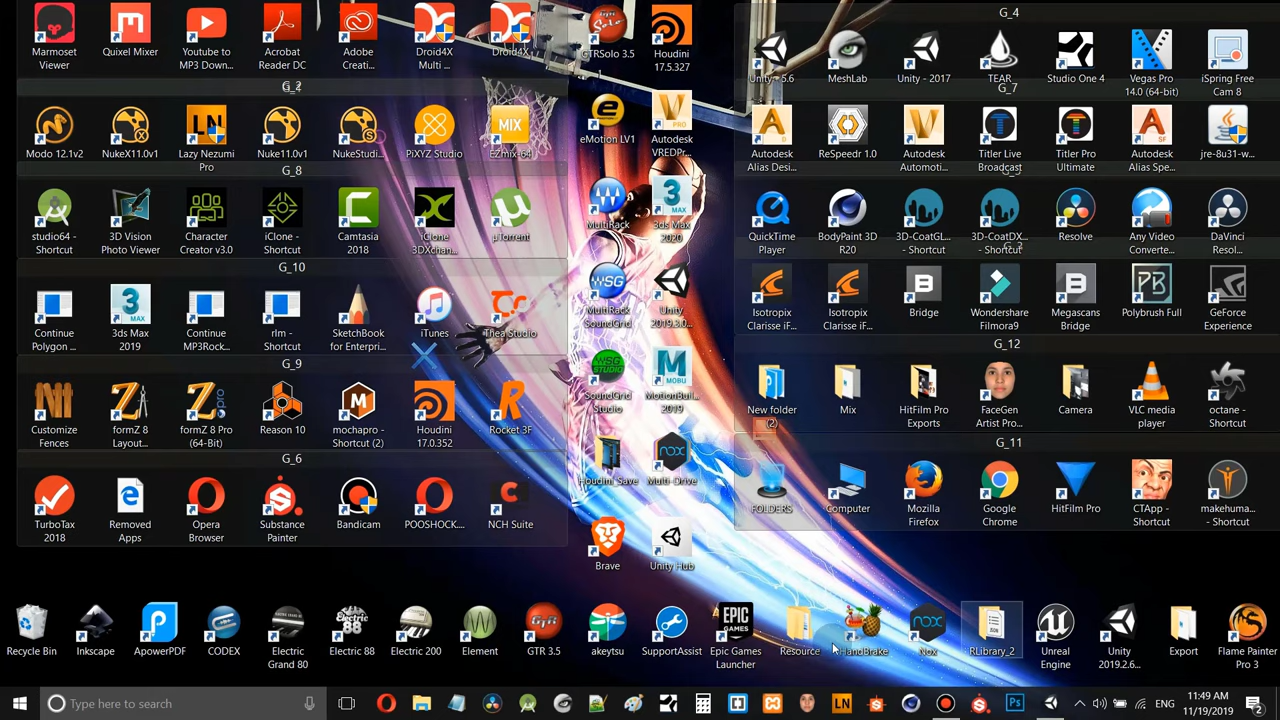 Marmoset
Viewer
Quixel Mixer
Youtube to
MP3 Down...
Acrobat
Reader DC
Adobe
Creati...
Droid4X
Multi ...
Droid4X...
GTRSolo 3.5
Houdini
17.5.327
G_4
Unity - 5.6
MeshLab
Unity - 2017
TEAR
Studio One 4
Vegas Pro
14.0 (64-bit)
iSpring Free
Cam 8
G_2
Modo 12.1v2
NukeX11.0v1
Lazy Nezumi
Pro
Nuke11.0v1
NukeStudi...
PiXYZ Studio
EZmix-64
eMotion LV1
Autodesk
VREDPr...
G_7
Autodesk
Alias Desi...
ReSpeedr 1.0
Autodesk
Automoti...
Titler Live
Broadcast
Titler Pro
Ultimate
Autodesk
Alias Spe...
jre-8u31-w...
G_8
studio64 -
Shortcut
3D Vision
Photo Viewer
Character
Creator v3.0
iClone -
Shortcut
Camtasia
2018
iClone
3DXchan...
µTorrent
MultiRack
3ds Max
2020
QuickTime
Player
BodyPaint 3D
R20
3D-CoatGL...
- Shortcut
3D-CoatDX...
- Shortcut
Resolve
Any Video
Converte...
DaVinci
Resol...
G_10
Continue
Polygon ...
3ds Max
2019
Continue
MP3Rock...
rlm -
Shortcut
SketchBook
for Enterpri...
iTunes
Thea Studio
MultiRack
SoundGrid
Unity
2019.3.0...
Isotropix
Clarisse iF...
Isotropix
Clarisse iF...
Bridge
Wondershare
Filmora9
Megascans
Bridge
Polybrush Full
GeForce
Experience
G_9
Customize
Fences
formZ 8
Layout...
formZ 8 Pro
(64-Bit)
Reason 10
mochapro -
Shortcut (2)
Houdini
17.0.352
Rocket 3F
SoundGrid
Studio
MotionBuil...
2019
G_12
New folder
(2)
Mix
HitFilm Pro
Exports
FaceGen
Artist Pro...
Camera
VLC media
player
octane -
Shortcut
G_6
TurboTax
2018
Removed
Apps
Opera
Browser
Substance
Painter
Bandicam
POOSHOCK...
NCH Suite
Houdini_Save
Multi-Drive
G_11
FOLDERS
Computer
Mozilla
Firefox
Google
Chrome
HitFilm Pro
CTApp -
Shortcut
makehuma...
- Shortcut
Brave
Unity Hub
Recycle Bin
Inkscape
ApowerPDF
CODEX
Electric
Grand 80
Electric 88
Electric 200
Element
GTR 3.5
akeytsu
SupportAssist
Epic Games
Launcher
Resource
HandBrake
Nox
RLibrary_2
Unreal
Engine
Unity
2019.2.6...
Export
Flame Painter
Pro 3
Type here to search
ENG
11:49 AM
11/19/2019